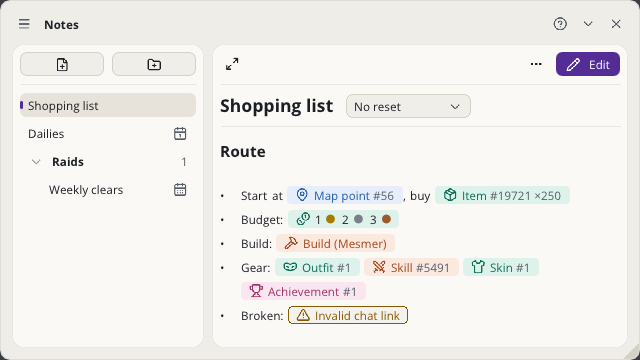 Notes
Edit
Shopping list
Dailies
Raids 1
Weekly clears
Shopping list No reset
Route
• Start at Map point #56 , buy Item #19721 ×250
• Budget: 1 2 3
• Build: Build (Mesmer)
• Gear: Outfit #1 Skill #5491 Skin #1
Achievement #1
• Broken: Invalid chat link